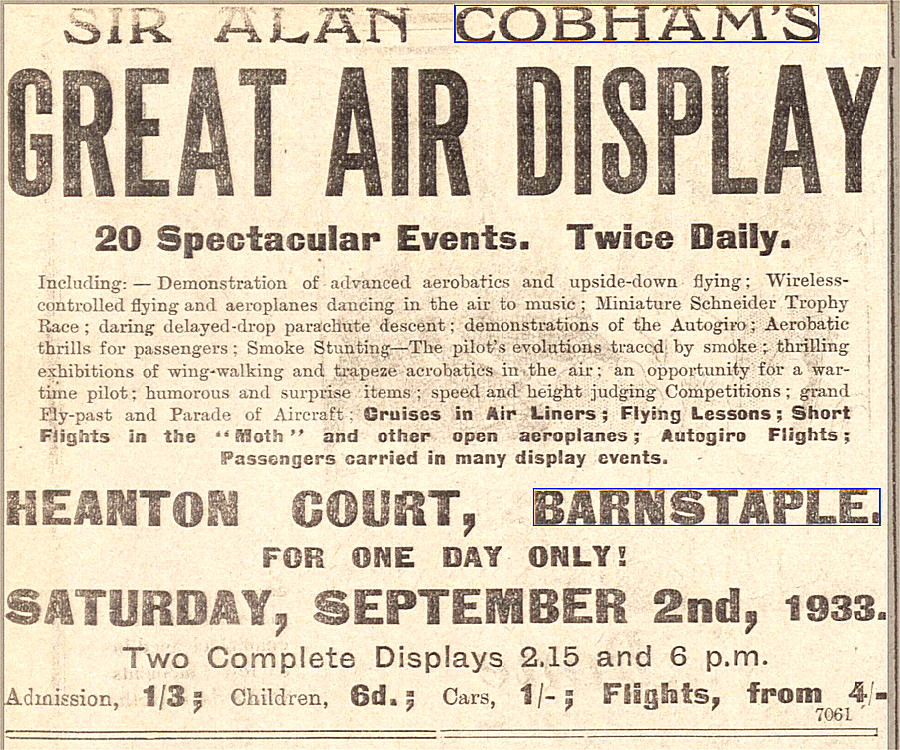 SIR ALAN COBHAM'S
GREAT AIR DISPLAY
20 Spectacular Events. Twice Daily.
Including: — Demonstration of advanced aerobatics and upside-down flying; Wireless-
controlled flying and aeroplanes dancing in the air to music; Miniature Schneider Trophy
Race; daring delayed-drop parachute descent; demonstrations of the Autogiro; Aerobatic
thrills for passengers; Smoke Stunting—The pilot's evolutions traced by smoke; thrilling
exhibitions of wing-walking and trapeze acrobatics in the air; an opportunity for a war-
time pilot; humorous and surprise items; speed and height judging Competitions; grand
Fly-past and Parade of Aircraft; Cruises in Air Liners; Flying Lessons; Short
Flights in the "Moth" and other open aeroplanes; Autogiro Flights;
Passengers carried in many display events.
HEANTON COURT, BARNSTAPLE.
FOR ONE DAY ONLY!
SATURDAY, SEPTEMBER 2nd, 1933.
Two Complete Displays 2.15 and 6 p.m.
Admission, 1/3; Children, 6d.; Cars, 1/-; Flights, from 4/-
7061